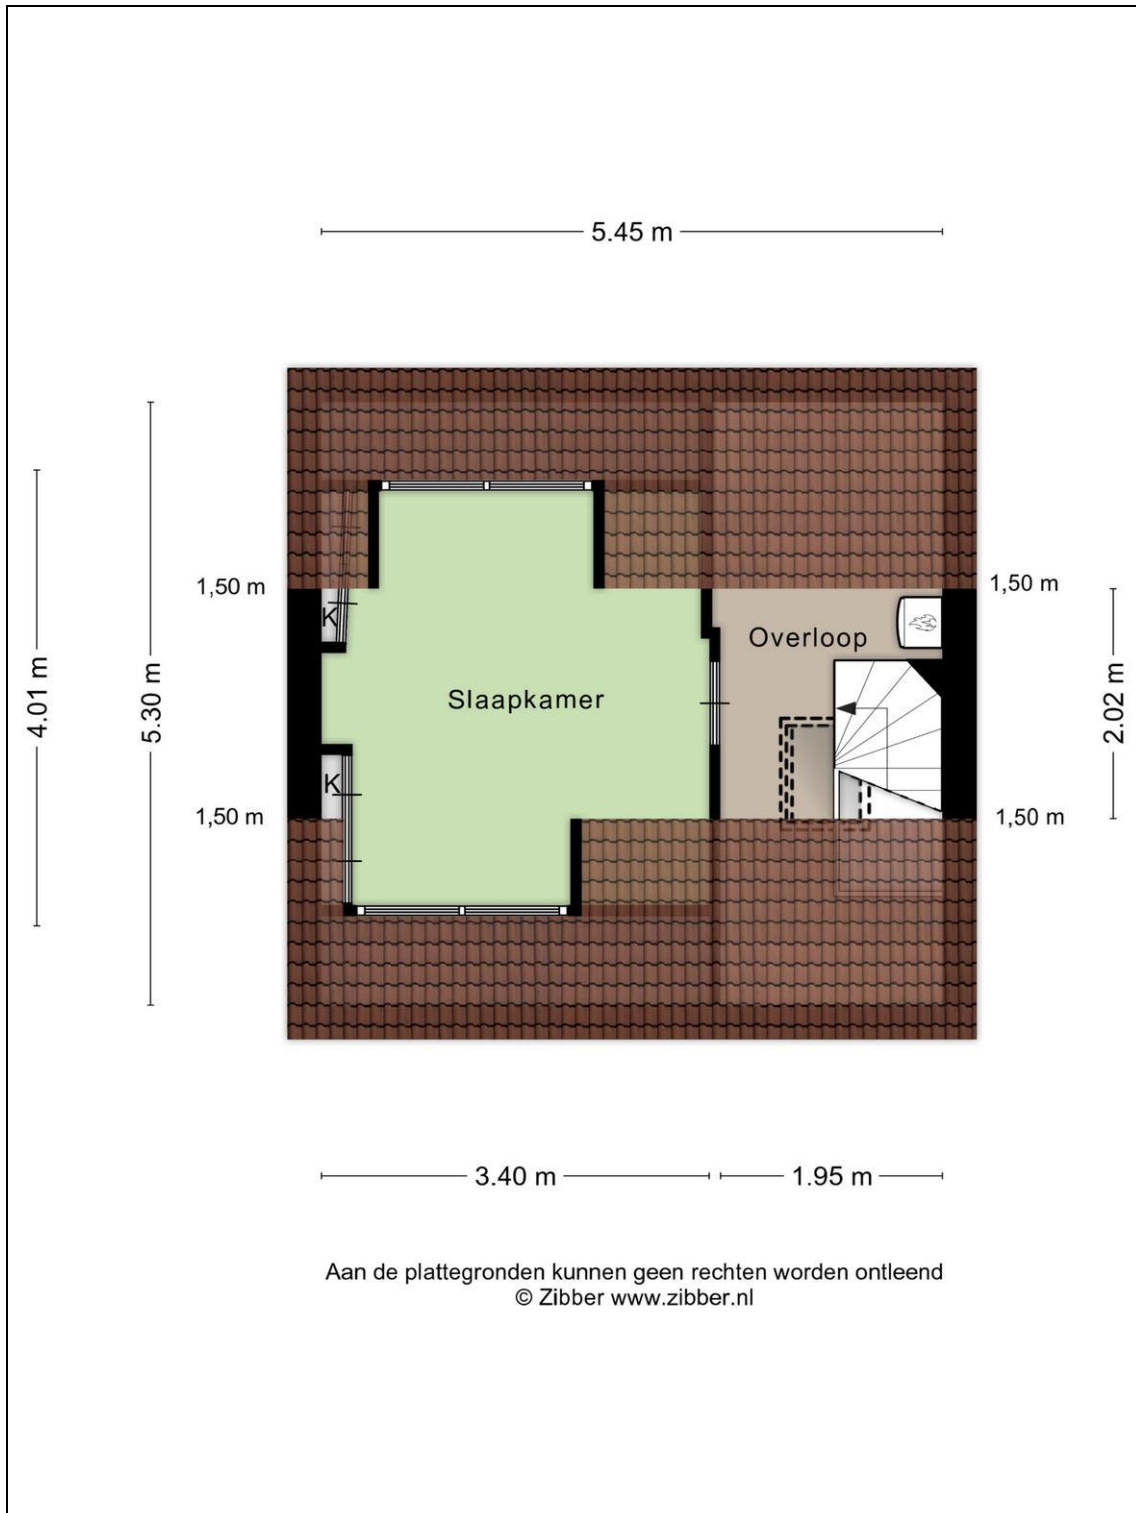 5.45 m
1,50 m
1,50 m
K
Overloop
4.01 m
5.30 m
Slaapkamer
2.02 m
K
1,50 m
1,50 m
3.40 m
1.95 m
Aan de plattegronden kunnen geen rechten worden ontleend
© Zibber www.zibber.nl